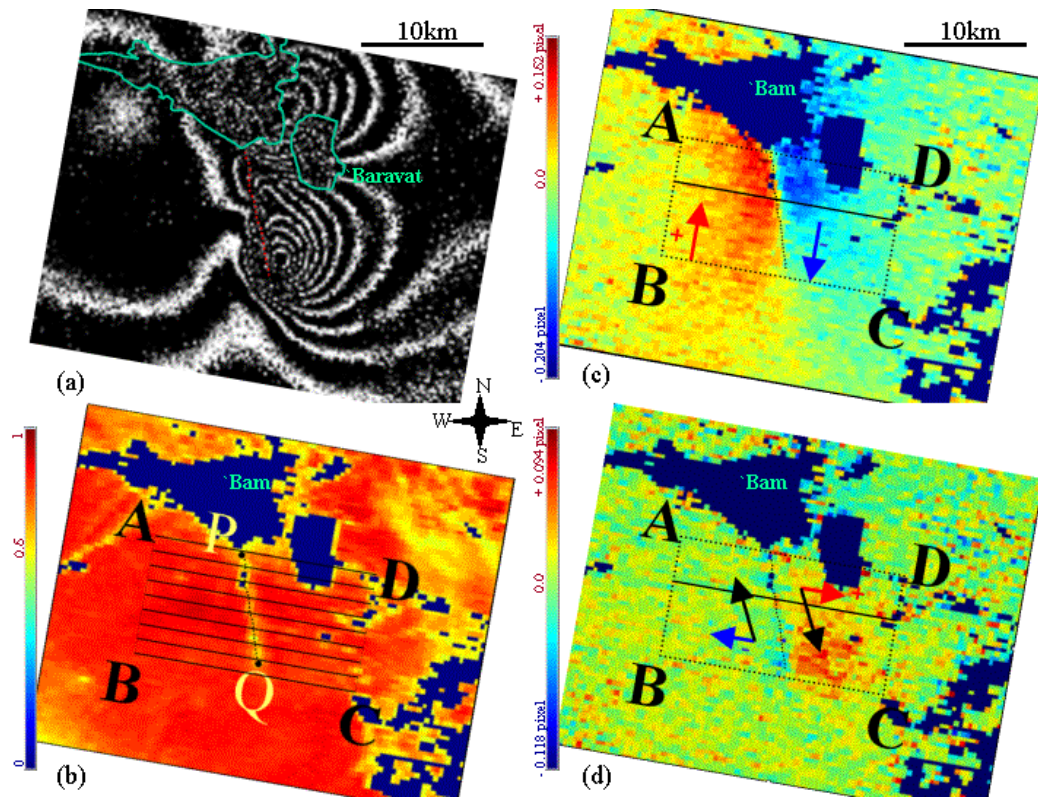 10km
`Baravat
(a)
+ 0.162 pixel
0.0
- 0.204 pixel
10km
`Bam
A
D
+
B
C
(c)
N
W
E
S
1
0.5
0
`Bam
A
P
D
B
Q
C
(b)
+ 0.094 pixel
0.0
- 0.118 pixel
`Bam
A
D
+
B
C
(d)